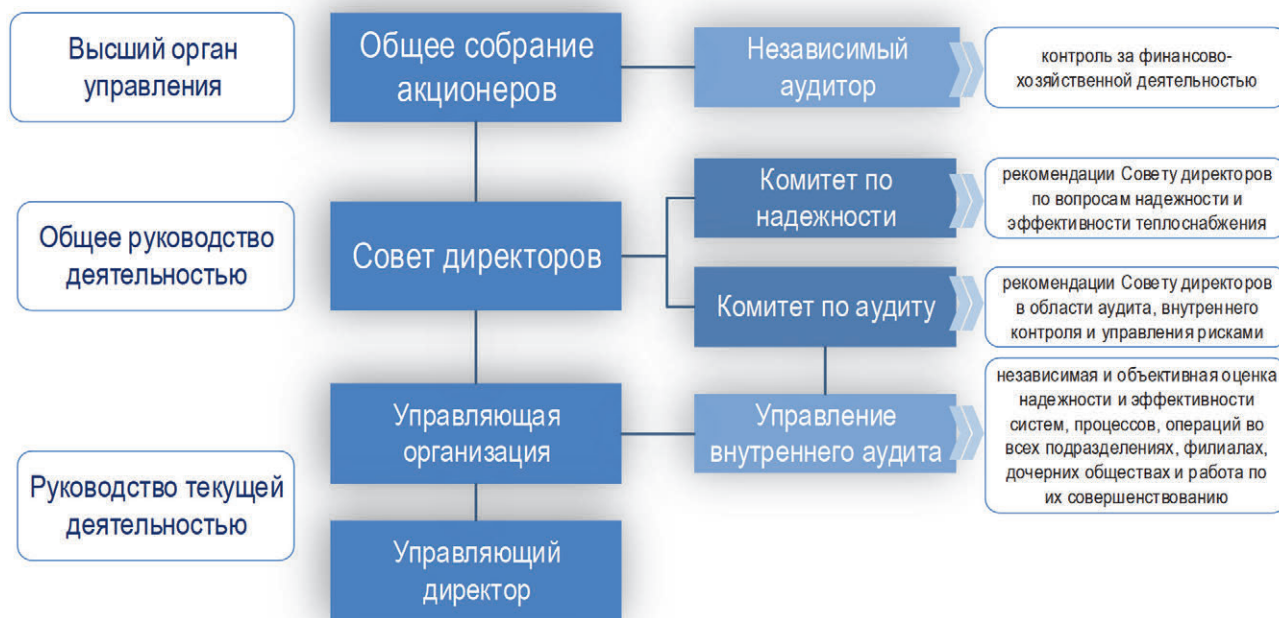 Высший орган
управления
Общее собрание
акционеров
Независимый
аудитор
контроль за финансово-
хозяйственной деятельностью
Общее руководство
деятельностью
Совет директоров
Комитет по
надежности
рекомендации Совету директоров
по вопросам надежности и
эффективности теплоснабжения
Комитет по аудиту
рекомендации Совету директоров
в области аудита, внутреннего
контроля и управления рисками
Руководство текущей
деятельностью
Управляющая
организация
Управление
внутреннего аудита
независимая и объективная оценка
надежности и эффективности
систем, процессов, операций во
всех подразделениях, филиалах,
дочерних обществах и работа по
их совершенствованию
Управляющий
директор